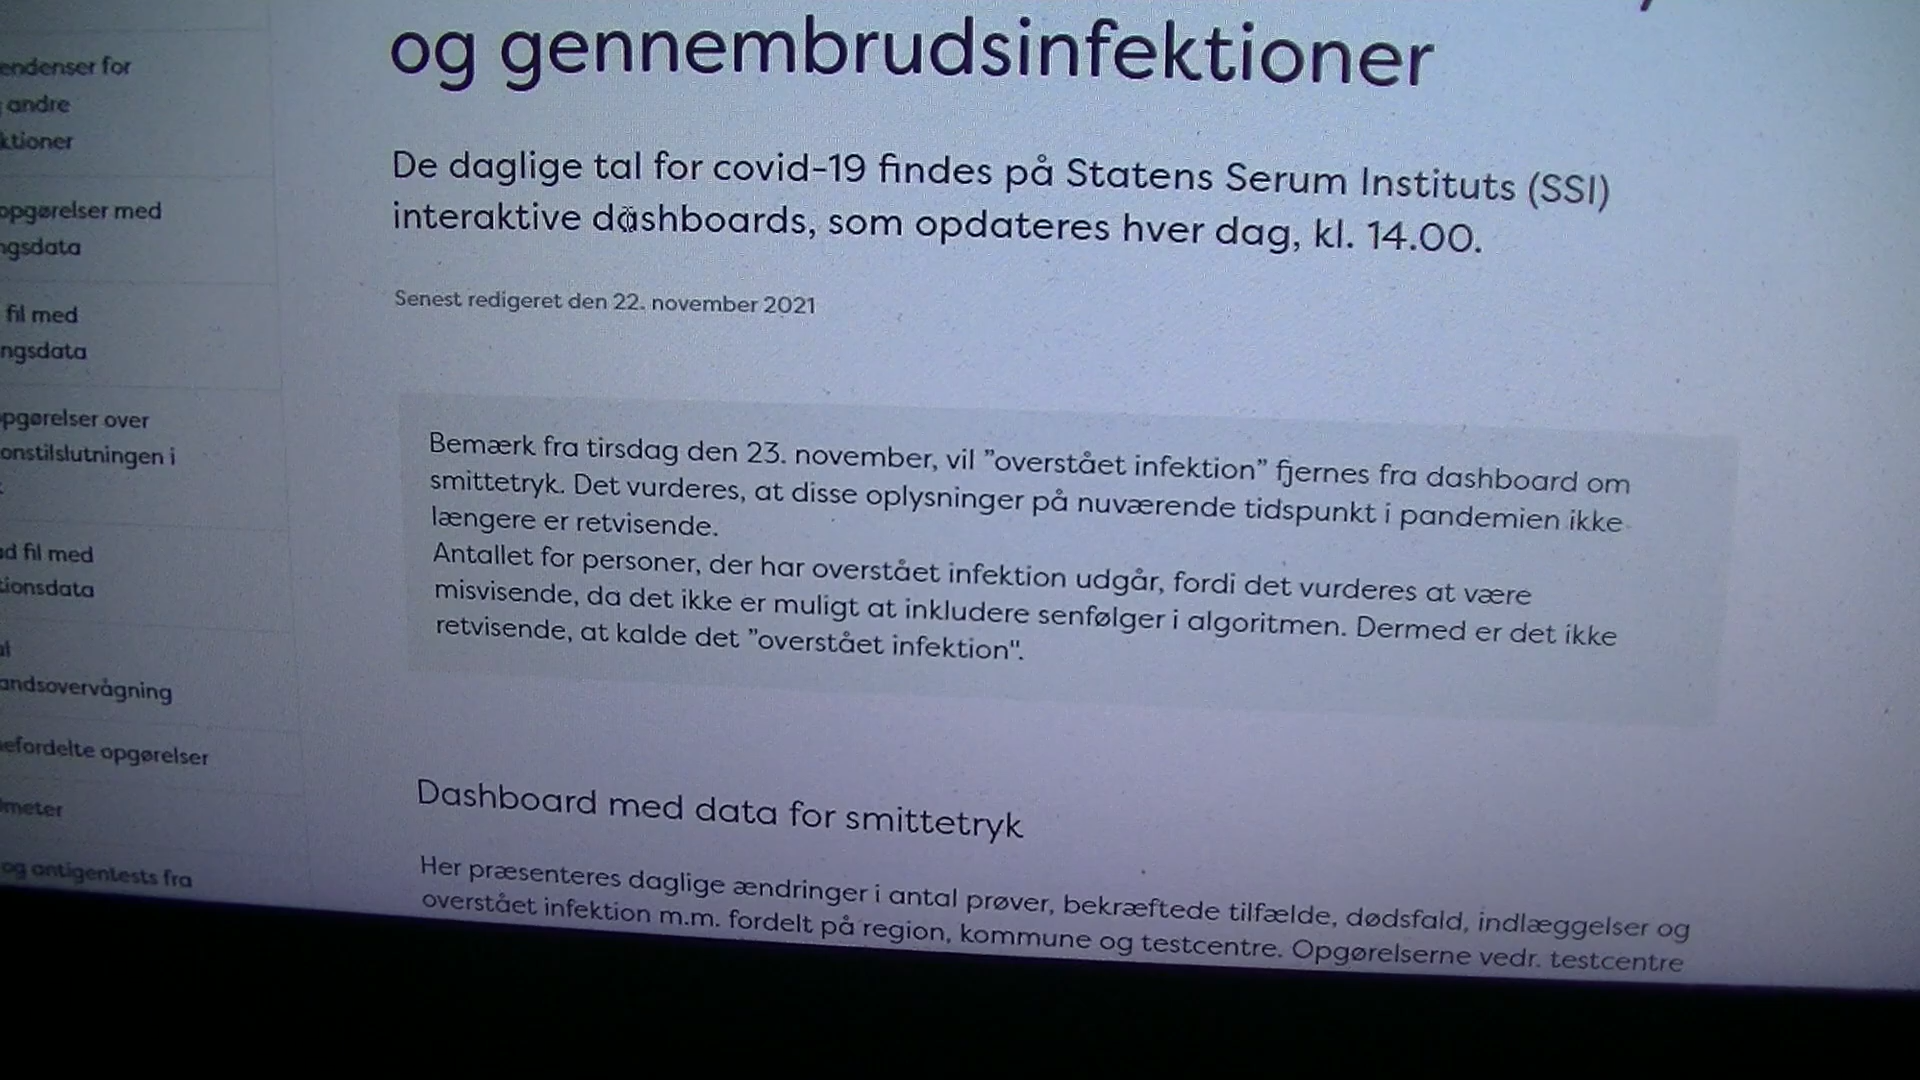 og gennembrudsinfektioner
De daglige tal for covid-19 findes på Statens Serum Instituts (SSI)
interaktive dashboards, som opdateres hver dag, kl. 14.00.
Senest redigeret den 22. november 2021
Bemærk fra tirsdag den 23. november, vil ”overstået infektion” fjernes fra dashboard om
smittetryk. Det vurderes, at disse oplysninger på nuværende tidspunkt i pandemien ikke
længere er retvisende.
Antallet for personer, der har overstået infektion udgår, fordi det vurderes at være
misvisende, da det ikke er muligt at inkludere senfølger i algoritmen. Dermed er det ikke
retvisende, at kalde det ”overstået infektion".
Dashboard med data for smittetryk
Her præsenteres daglige ændringer i antal prøver, bekræftede tilfælde, dødsfald, indlæggelser og
overstået infektion m.m. fordelt på region, kommune og testcentre. Opgørelserne vedr. testcentre
endenser for
andre
ktioner
opgørelser med
ngsdata
fil med
ngsdata
pgørelser over
onstilslutningen i
d fil med
tionsdata
andsovervågning
efordelte opgørelser
meter
og antigentests fra